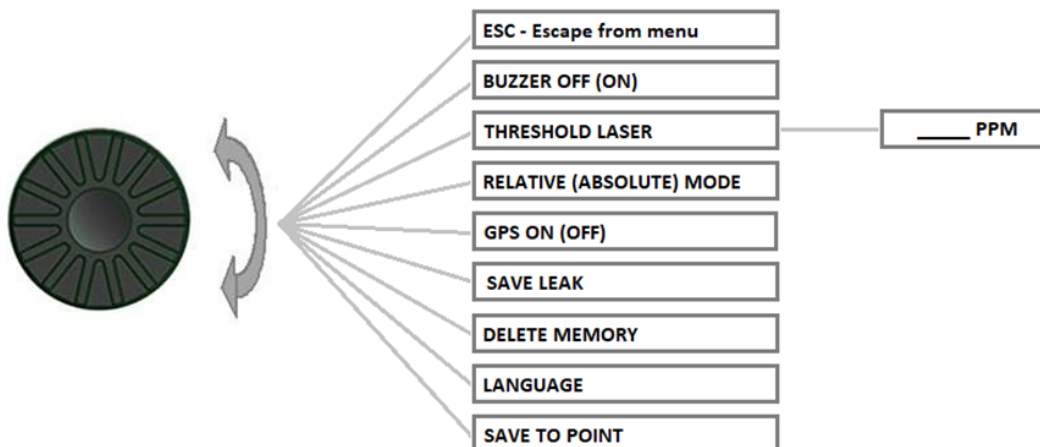 ESC - Escape from menu
BUZZER OFF (ON)
THRESHOLD LASER
_____ PPM
RELATIVE (ABSOLUTE) MODE
GPS ON (OFF)
SAVE LEAK
DELETE MEMORY
LANGUAGE
SAVE TO POINT